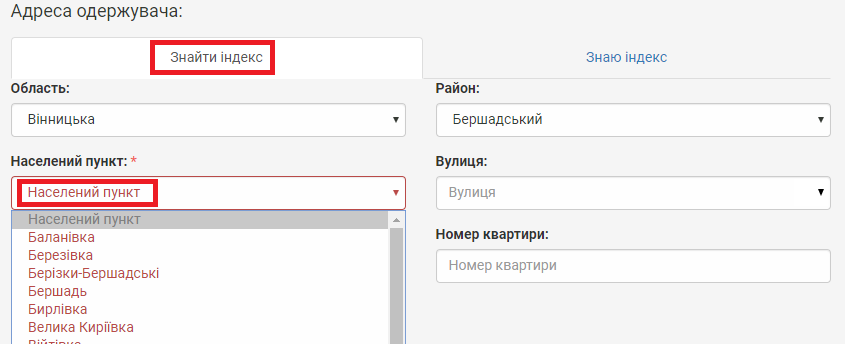 Адреса одержувача:
Знайти індекс
Знаю індекс
Область:
Район:
Вінницька
Бершадський
Населений пункт: *
Вулиця:
Населений пункт
Вулиця
Населений пункт
Баланівка
Березівка
Берізки-Бершадські
Бершадь
Бирлівка
Велика Киріївка
Війтівка
Номер квартири:
Номер квартири